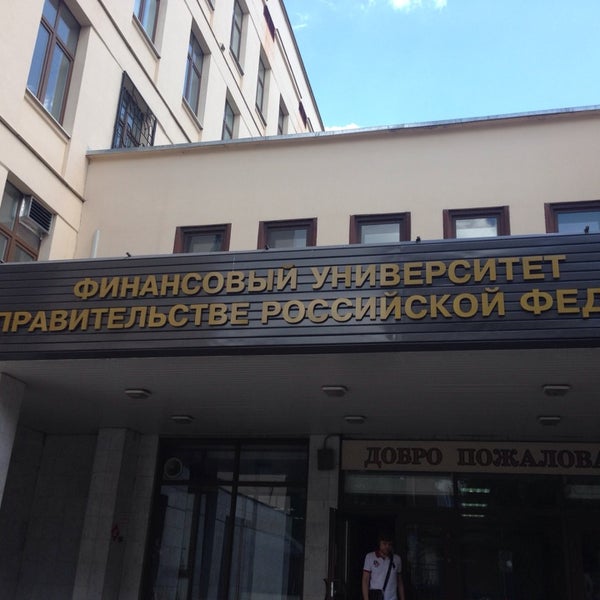 ФИНАНСОВЫЙ УНИВЕРСИТЕТ
ПРАВИТЕЛЬСТВЕ РОССИЙСКОЙ ФЕД
ДОБРО ПОЖАЛОВА